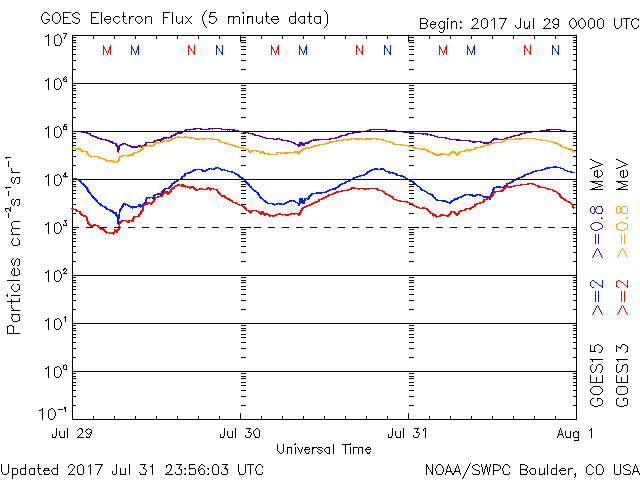 GOES Electron Flux (5 minute data)
Begin: 2017 Jul 29 0000 UTC
M M N N M M N N M M N N
10⁷
10⁶
10⁵
10⁴
10³
10²
10¹
10⁰
10⁻¹
Particles cm⁻²s⁻¹sr⁻¹
Jul 29 Jul 30 Jul 31 Aug 1
Universal Time
GOES15 >=2 >=0.8 MeV
GOES13 >=2 >=0.8 MeV
Updated 2017 Jul 31 23:56:03 UTC
NOAA/SWPC Boulder, CO USA